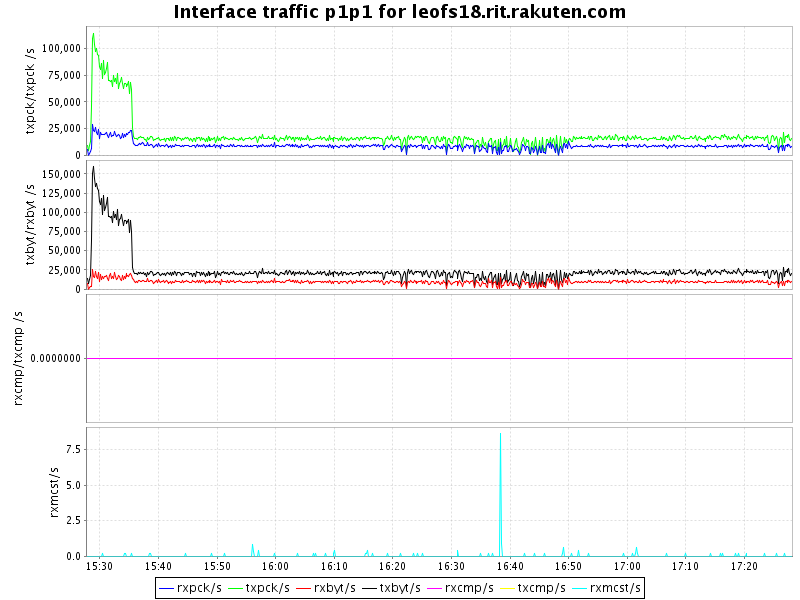 Interface traffic p1p1 for leofs18.rit.rakuten.com
txpck/txpck /s
100,000
75,000
50,000
25,000
0
txbyt/rxbyt /s
150,000
125,000
100,000
75,000
50,000
25,000
0
rxcmp/txcmp /s
0.0000000
rxmcst/s
7.5
5.0
2.5
0.0
15:30 15:40 15:50 16:00 16:10 16:20 16:30 16:40 16:50 17:00 17:10 17:20
rxpck/s txpck/s rxbyt/s txbyt/s rxcmp/s txcmp/s rxmcst/s